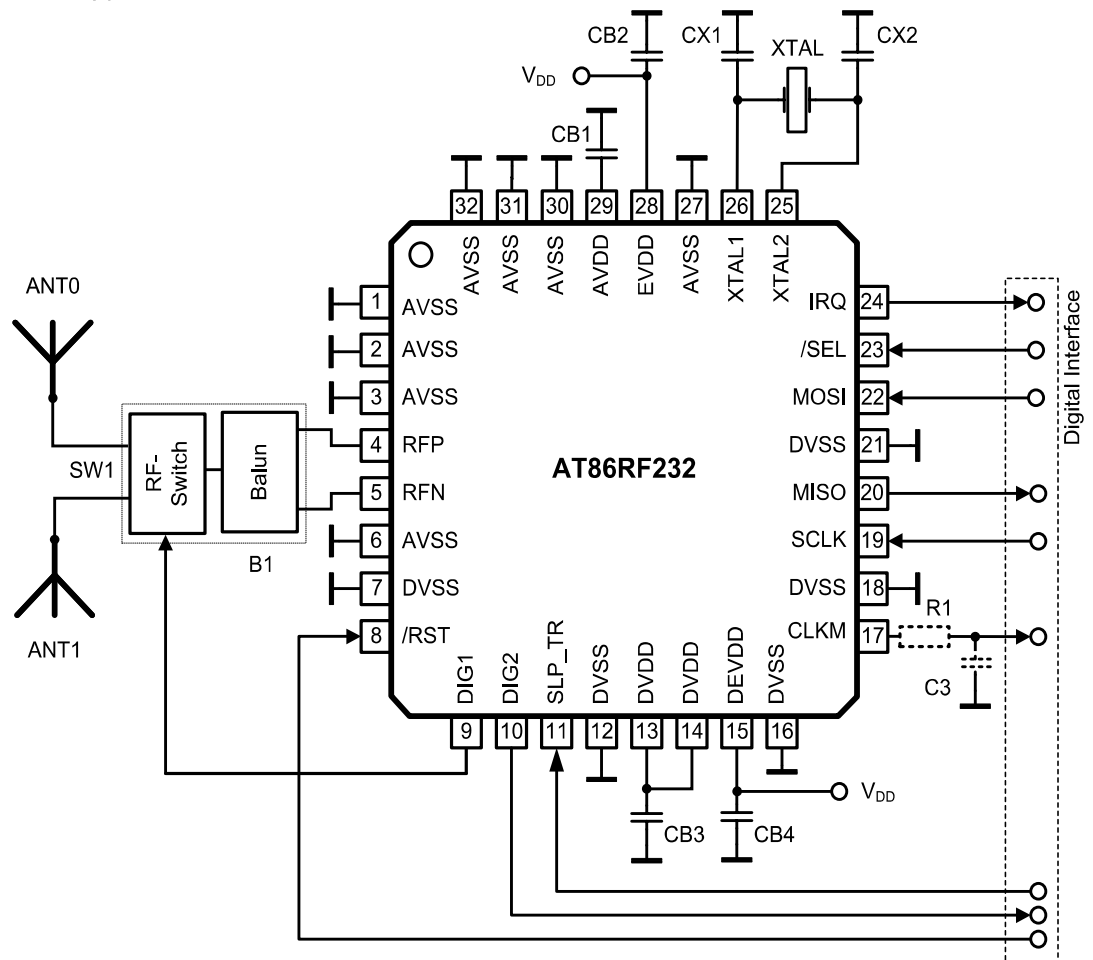 CB2
CX1
XTAL
CX2
VDD
CB1
32 31 30 29 28 27 26 25
AVSS AVSS AVSS AVDD EVDD AVSS XTAL1 XTAL2
ANT0
1 AVSS
2 AVSS
3 AVSS
4 RFP
5 RFN
6 AVSS
7 DVSS
8 /RST
SW1
RF-
Switch
Balun
B1
ANT1
AT86RF232
IRQ 24
/SEL 23
MOSI 22
DVSS 21
MISO 20
SCLK 19
DVSS 18
CLKM 17
R1
C3
Digital Interface
DIG1 DIG2 SLP_TR DVSS DVDD DVDD DEVDD DVSS
9 10 11 12 13 14 15 16
VDD
CB3
CB4